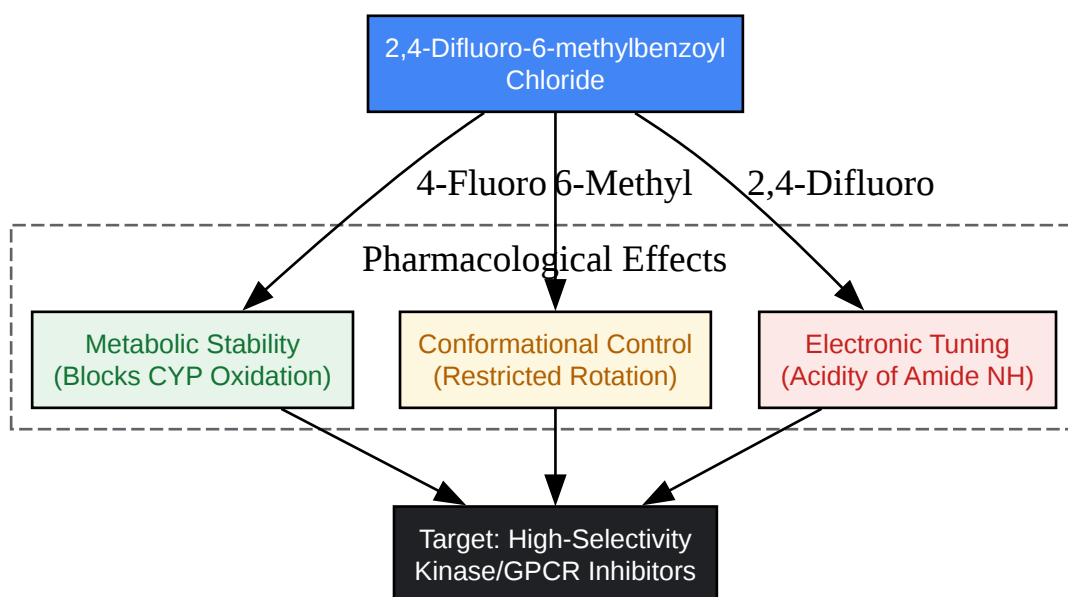 2,4-Difluoro-6-methylbenzoyl
Chloride
4-Fluoro
6-Methyl
2,4-Difluoro
Pharmacological Effects
Metabolic Stability
(Blocks CYP Oxidation)
Conformational Control
(Restricted Rotation)
Electronic Tuning
(Acidity of Amide NH)
Target: High-Selectivity
Kinase/GPCR Inhibitors